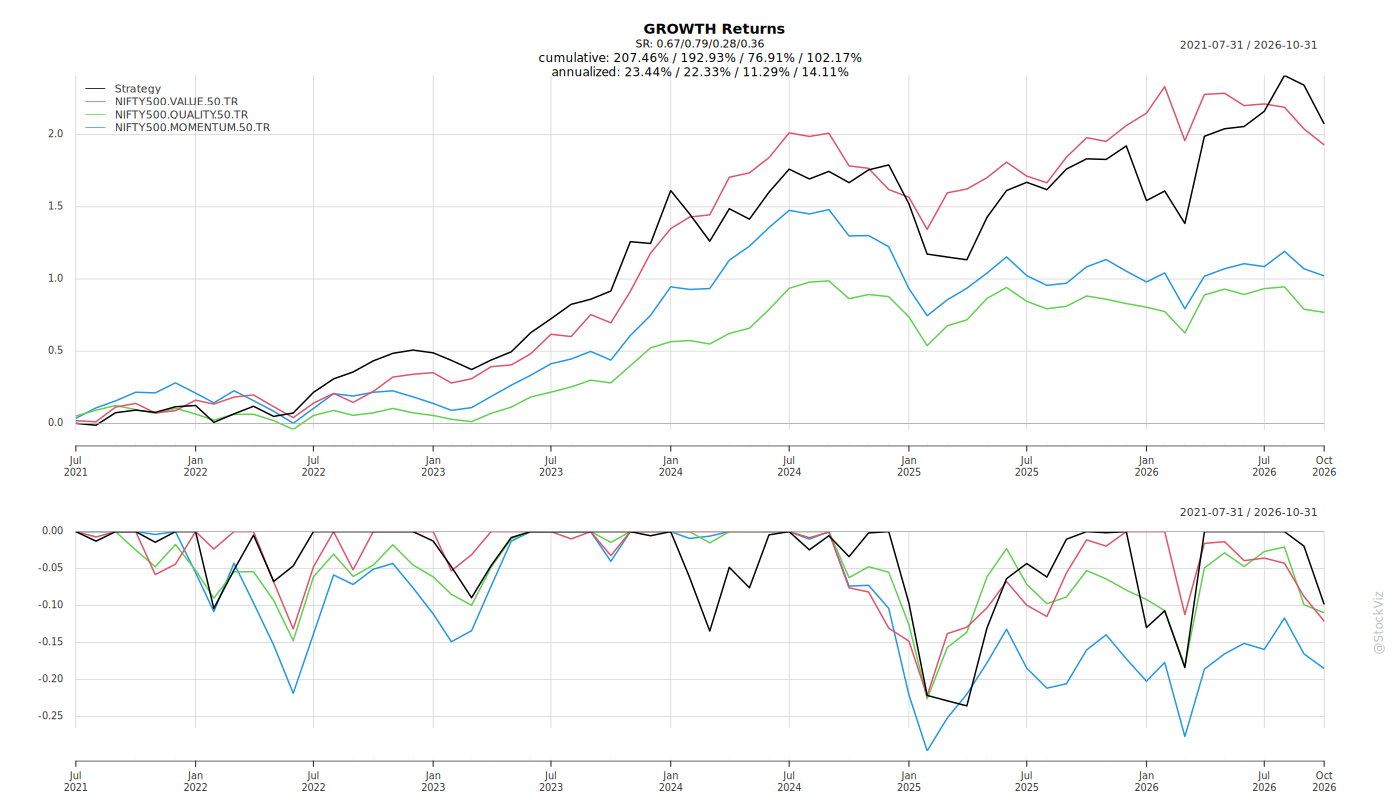 GROWTH Returns
SR: 0.67/0.79/0.28/0.36
cumulative: 207.46% / 192.93% / 76.91% / 102.17%
annualized: 23.44% / 22.33% / 11.29% / 14.11%
2021-07-31 / 2026-10-31
Strategy
NIFTY500.VALUE.50.TR
NIFTY500.QUALITY.50.TR
NIFTY500.MOMENTUM.50.TR
2.0
1.5
1.0
0.5
0.0
Jul Jan Jul Jan Jul Jan Jul Jan Jul Jan Jul Oct
2021 2022 2022 2023 2023 2024 2024 2025 2025 2026 2026 2026
2021-07-31 / 2026-10-31
0.00
-0.05
-0.10
-0.15
-0.20
-0.25
Jul Jan Jul Jan Jul Jan Jul Jan Jul Jan Jul Oct
2021 2022 2022 2023 2023 2024 2024 2025 2025 2026 2026 2026
@StockViz